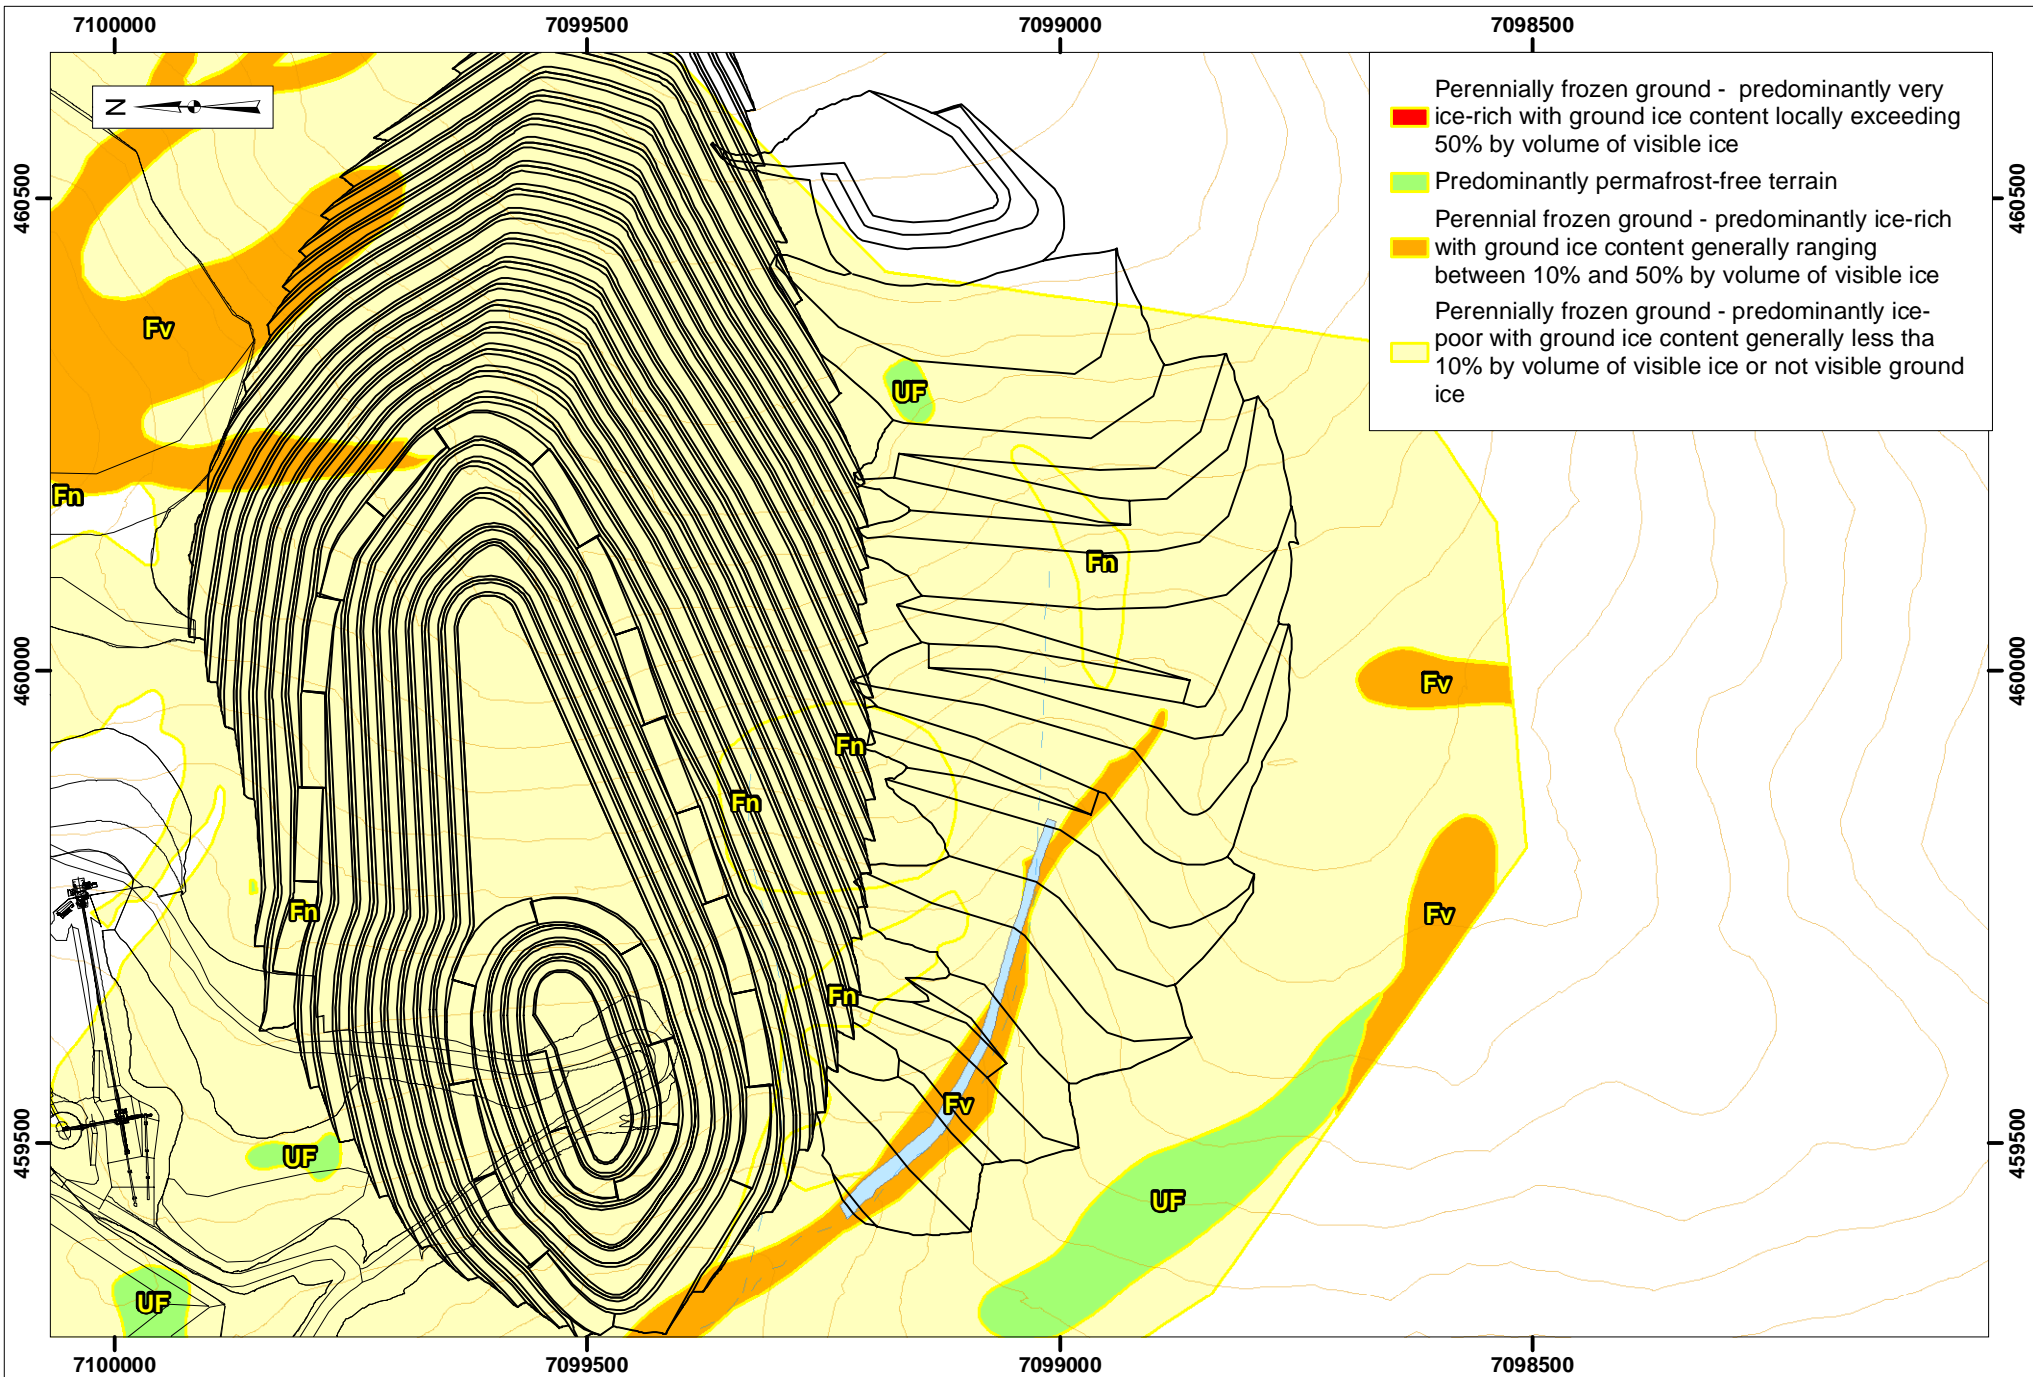 7100000 7099500 7099000 7098500
N
Perennially frozen ground -  predominantly very
ice-rich with ground ice content locally exceeding
50% by volume of visible ice
Predominantly permafrost-free terrain
Perennial frozen ground - predominantly ice-rich
with ground ice content generally ranging
between 10% and 50% by volume of visible ice
Perennially frozen ground - predominantly ice-
poor with ground ice content generally less tha
10% by volume of visible ice or not visible ground
ice
460500 460500
Fv
UF
Fn
Fn
460000 460000
Fv
Fn
Fn
Fn
Fv
Fn
Fv
459500 459500
UF
UF
UF
7100000 7099500 7099000 7098500